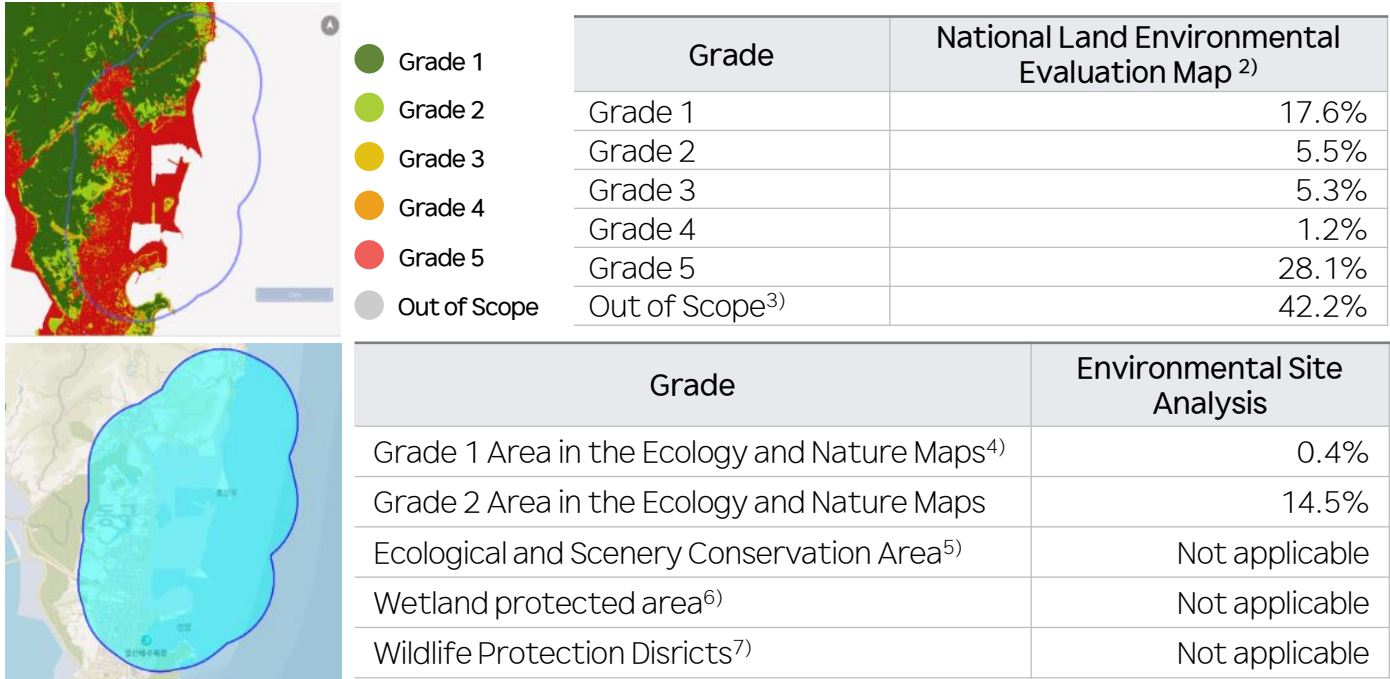 Grade 1
Grade 2
Grade 3
Grade 4
Grade 5
Out of Scope
Grade National Land Environmental Evaluation Map 2)
Grade 1 17.6%
Grade 2 5.5%
Grade 3 5.3%
Grade 4 1.2%
Grade 5 28.1%
Out of Scope3) 42.2%
동구
Grade Environmental Site Analysis
Grade 1 Area in the Ecology and Nature Maps4) 0.4%
Grade 2 Area in the Ecology and Nature Maps 14.5%
Ecological and Scenery Conservation Area5) Not applicable
Wetland protected area6) Not applicable
Wildlife Protection Disricts7) Not applicable